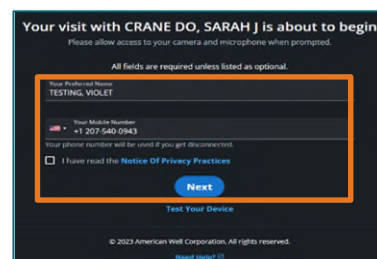 Your visit with CRANE DO, SARAH J is about to begin
Please allow access to your camera and microphone when prompted.
All fields are required unless listed as optional.
Your Preferred Name
TESTING, VIOLET
Your Mobile Number
+1 207-540-0943
Your phone number will be used if you get disconnected.
I have read the Notice Of Privacy Practices
Next
Test Your Device
© 2023 American Well Corporation, All rights reserved.
Need Help?